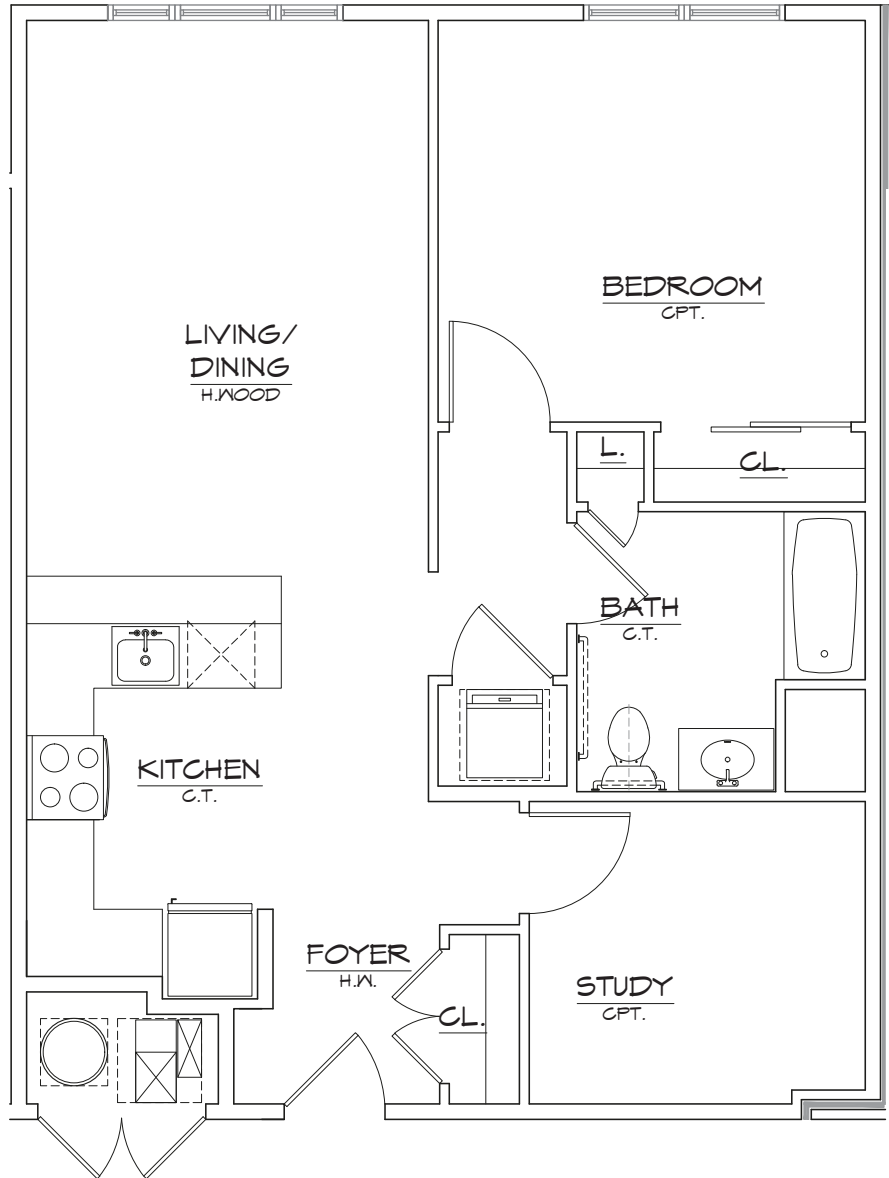 BEDROOM
CPT.
LIVING/
DINING
H.WOOD
L.
CL.
BATH
C.T.
KITCHEN
C.T.
FOYER
H.W.
CL.
STUDY
CPT.